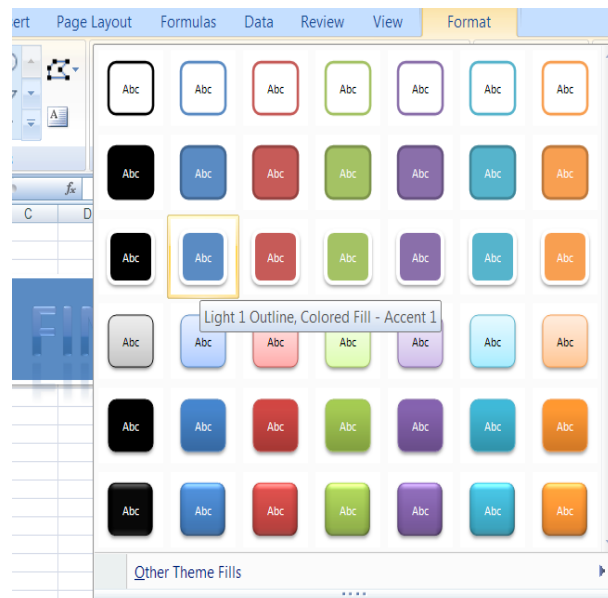 ert Page Layout Formulas Data Review View Format
A
fx
C D
Abc Abc Abc Abc Abc Abc Abc
Abc Abc Abc Abc Abc Abc Abc
Abc Abc Abc Abc Abc Abc Abc
Light 1 Outline, Colored Fill - Accent 1
Abc Abc Abc Abc Abc Abc Abc
Abc Abc Abc Abc Abc Abc Abc
Abc Abc Abc Abc Abc Abc Abc
Other Theme Fills